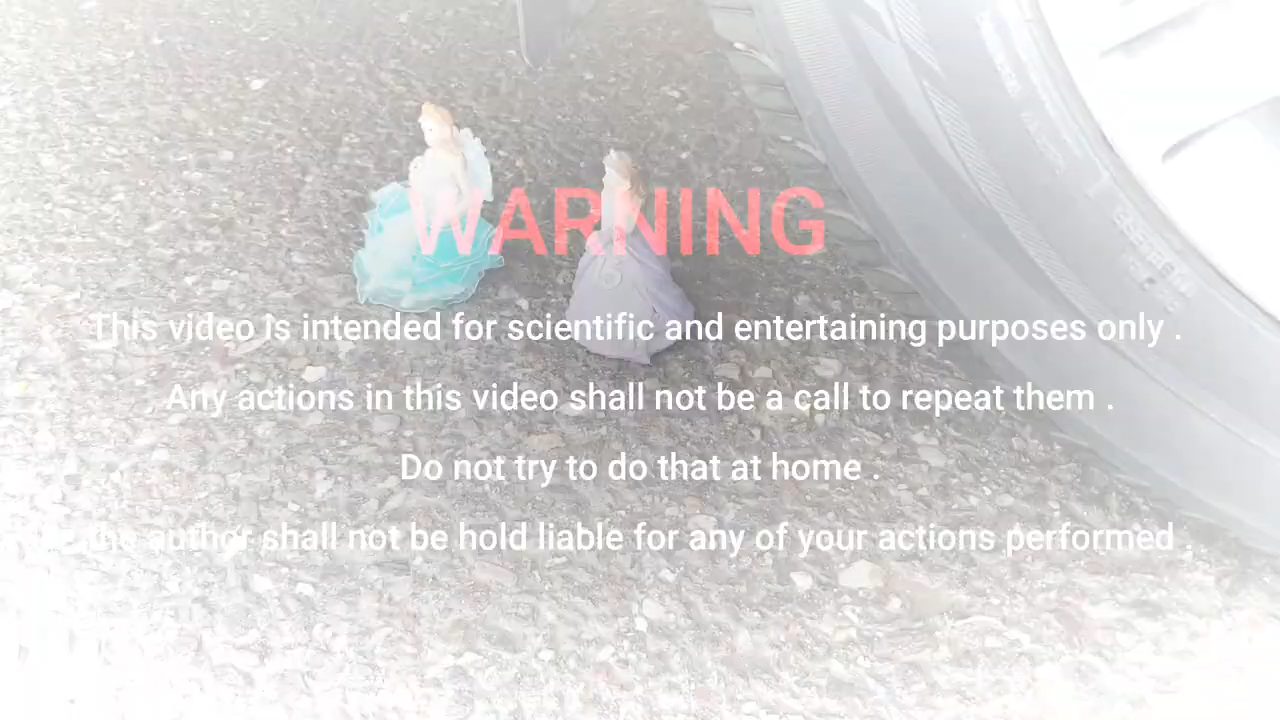 WARNING
This video is intended for scientific and entertaining purposes only .
Any actions in this video shall not be a call to repeat them .
Do not try to do that at home .
the author shall not be hold liable for any of your actions performed .